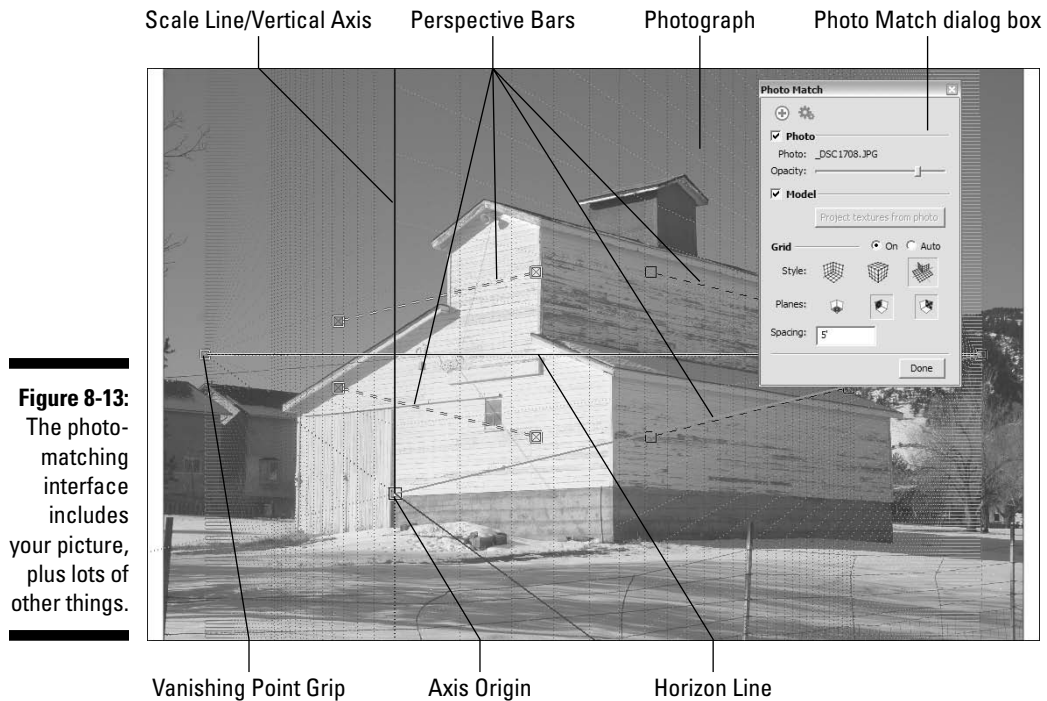 Scale Line/Vertical Axis
Perspective Bars
Photograph
Photo Match dialog box
Photo Match
Photo
Photo: _DSC1708.JPG
Opacity:
Model
Project textures from photo
Grid On Auto
Style:
Planes:
Spacing: 5'
Done
Figure 8-13:
The photo-
matching
interface
includes
your picture,
plus lots of
other things.
Vanishing Point Grip
Axis Origin
Horizon Line